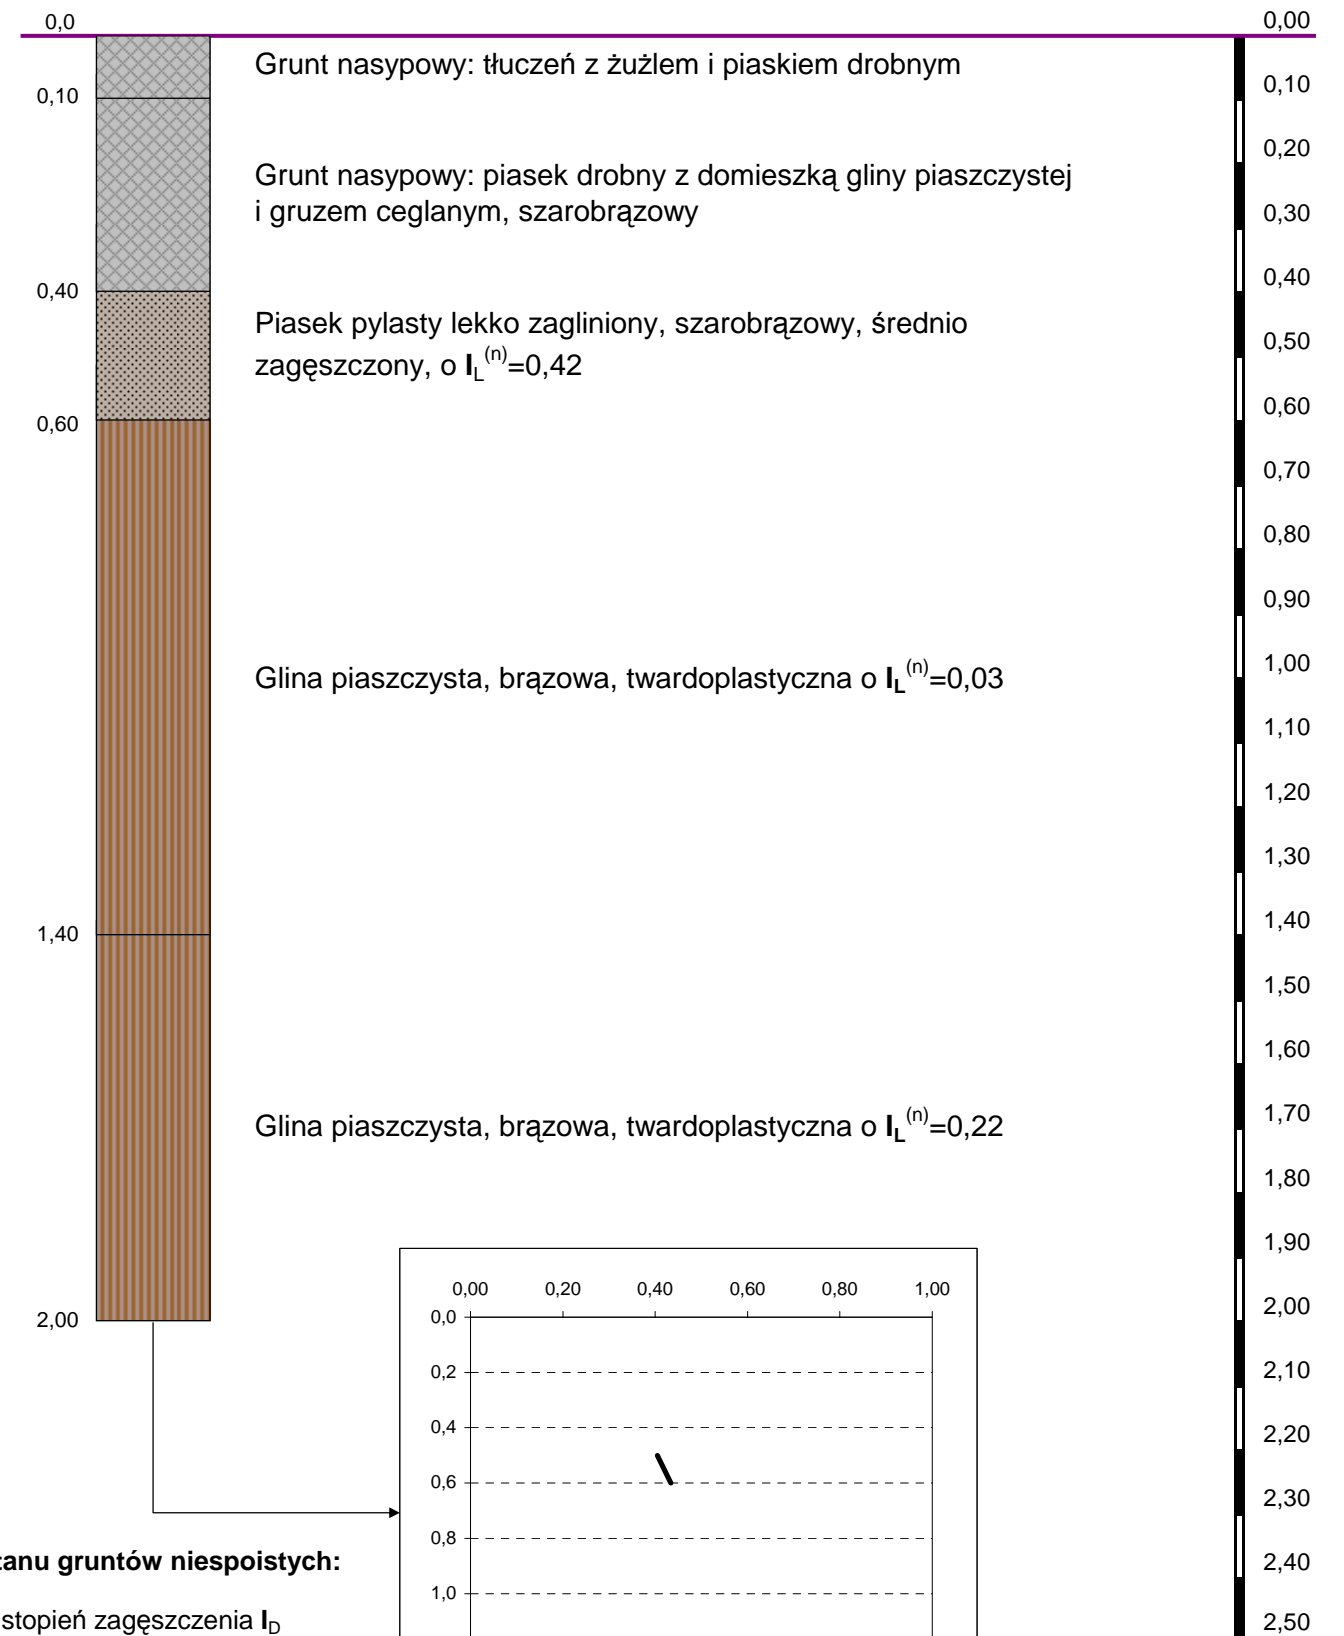 0,0 0,00
Grunt nasypowy: tłuczeń z żużlem i piaskiem drobnym
0,10 0,10
0,20
Grunt nasypowy: piasek drobny z domieszką gliny piaszczystej
i gruzem ceglanym, szarobrązowy
0,30
0,40 0,40
Piasek pylasty lekko zagliniony, szarobrązowy, średnio
0,50
zagęszczony, o I_L^(n)=0,42
0,60 0,60
0,70
0,80
0,90
1,00
Glina piaszczysta, brązowa, twardoplastyczna o I_L^(n)=0,03
1,10
1,20
1,30
1,40 1,40
1,50
1,60
1,70
Glina piaszczysta, brązowa, twardoplastyczna o I_L^(n)=0,22
1,80
1,90
0,00 0,20 0,40 0,60 0,80 1,00
2,00 0,0 2,00
0,2 2,10
0,4 2,20
0,6 2,30
0,8
anu gruntów niespoistych: 2,40
1,0
stopień zagęszczenia I_D 2,50